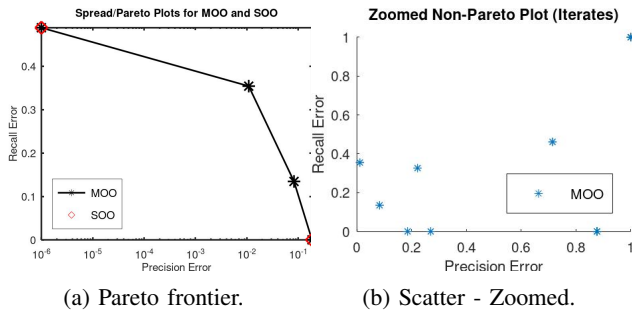 Spread/Pareto Plots for MOO and SOO
0.4
0.3
0.2
0.1
0
Recall Error
MOO
SOO
10^-6
10^-5
10^-4
10^-3
10^-2
10^-1
Precision Error
(a) Pareto frontier.
Zoomed Non-Pareto Plot (Iterates)
1
0.8
0.6
0.4
0.2
0
Recall Error
MOO
0
0.2
0.4
0.6
0.8
1
Precision Error
(b) Scatter - Zoomed.